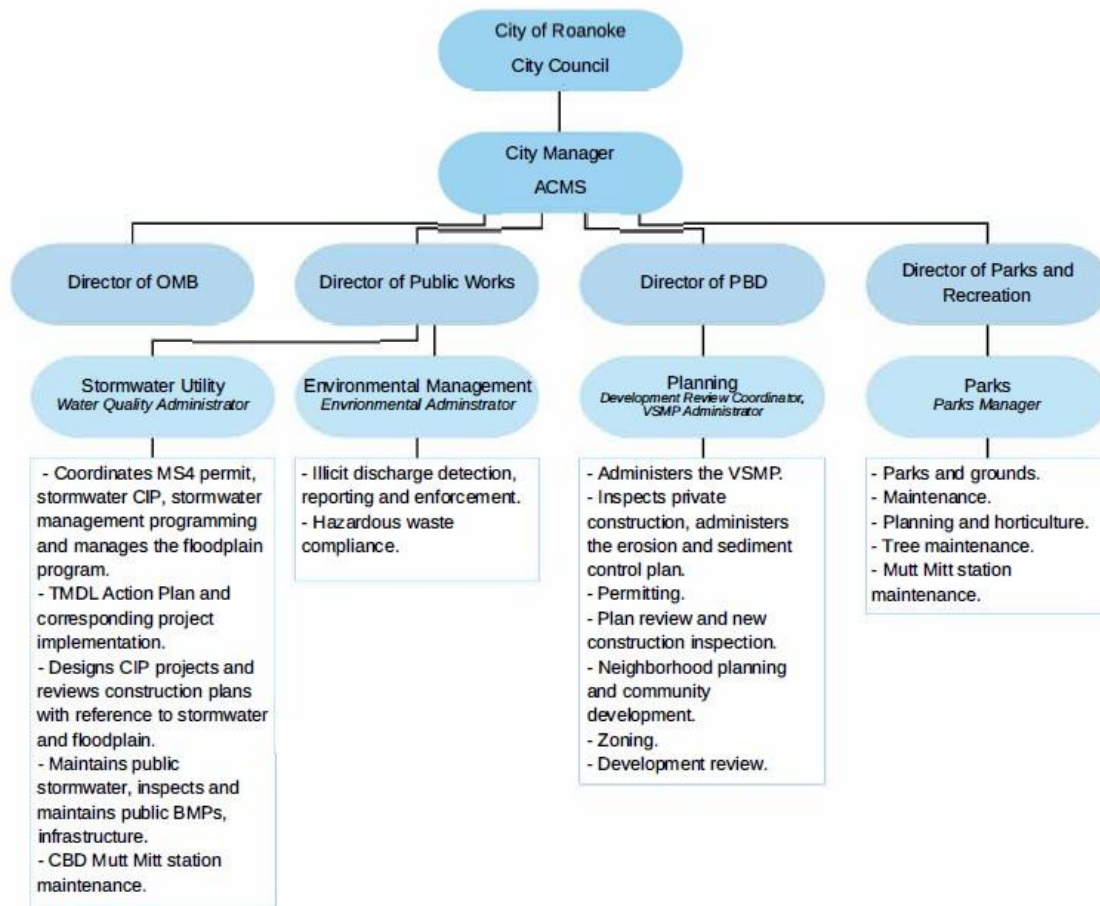 City of Roanoke
City Council
City Manager
ACMS
Director of OMB
Director of Public Works
Director of PBD
Director of Parks and
Recreation
Stormwater Utility
Water Quality Administrator
Environmental Management
Envrionmental Adminstrator
Planning
Development Review Coordinator,
VSMP Administrator
Parks
Parks Manager
- Coordinates MS4 permit,
stormwater CIP, stormwater
management programming
and manages the floodplain
program.
- TMDL Action Plan and
corresponding project
implementation.
- Designs CIP projects and
reviews construction plans
with reference to stormwater
and floodplain.
- Maintains public
stormwater, inspects and
maintains public BMPs,
infrastructure.
- CBD Mutt Mitt station
maintenance.
- Illicit discharge detection,
reporting and enforcement.
- Hazardous waste
compliance.
- Administers the VSMP.
- Inspects private
construction, administers
the erosion and sediment
control plan.
- Permitting.
- Plan review and new
construction inspection.
- Neighborhood planning
and community
development.
- Zoning.
- Development review.
- Parks and grounds.
- Maintenance.
- Planning and horticulture.
- Tree maintenance.
- Mutt Mitt station
maintenance.